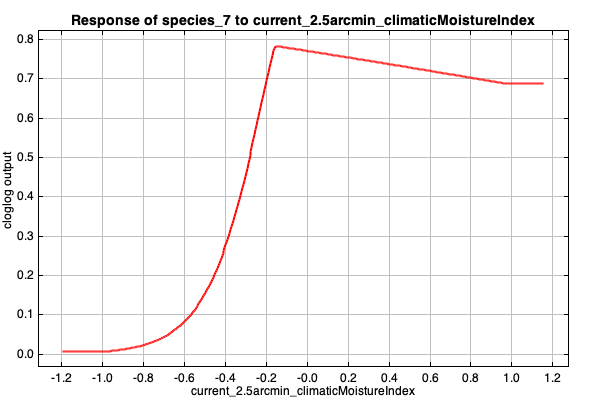 Response of species_7 to current_2.5arcmin_climaticMoistureIndex
0.8
0.7
0.6
0.5
0.4
0.3
0.2
0.1
0.0
cloglog output
-1.2 -1.0 -0.8 -0.6 -0.4 -0.2 0.0 0.2 0.4 0.6 0.8 1.0 1.2
current_2.5arcmin_climaticMoistureIndex